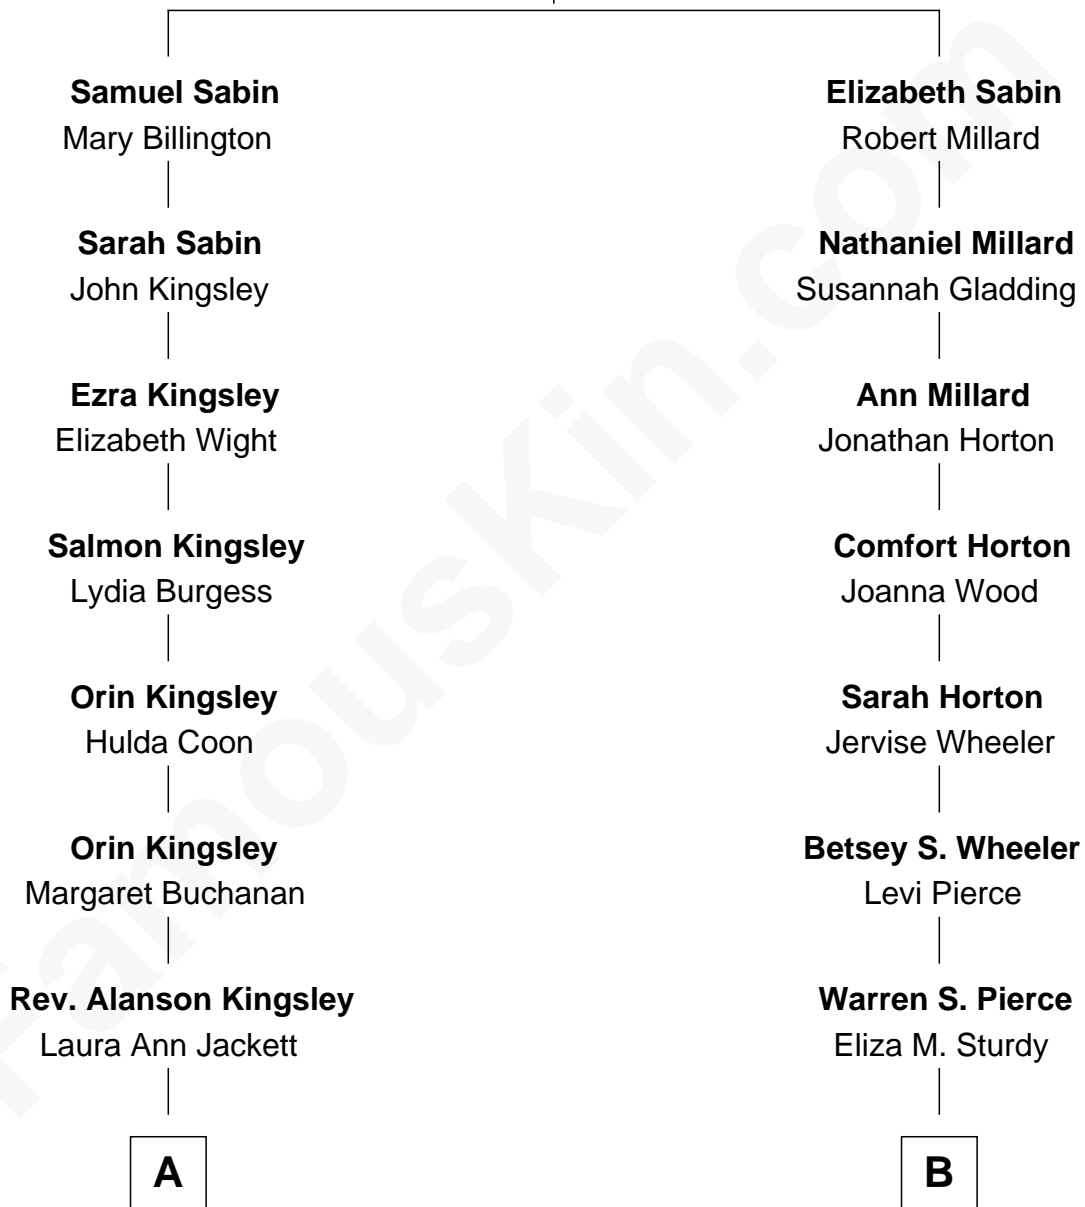 Samuel Sabin
Mary Billington
Elizabeth Sabin
Robert Millard
Sarah Sabin
John Kingsley
Nathaniel Millard
Susannah Gladding
Ezra Kingsley
Elizabeth Wight
Ann Millard
Jonathan Horton
Salmon Kingsley
Lydia Burgess
Comfort Horton
Joanna Wood
Orin Kingsley
Hulda Coon
Sarah Horton
Jervise Wheeler
Orin Kingsley
Margaret Buchanan
Betsey S. Wheeler
Levi Pierce
Rev. Alanson Kingsley
Laura Ann Jackett
Warren S. Pierce
Eliza M. Sturdy
A
B
FamousKin.com